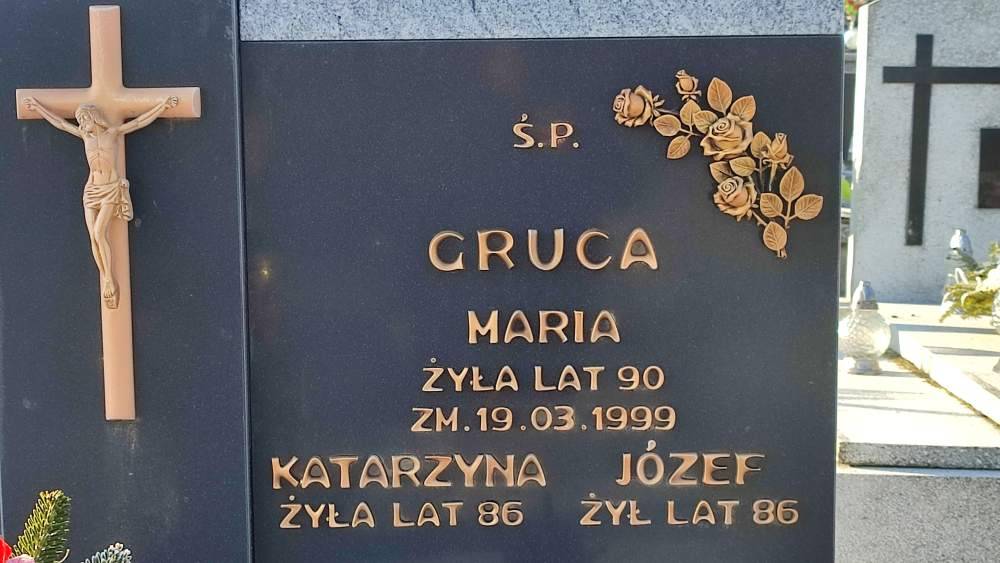 Ś.P.
GRUCA
MARIA
ŻYŁA LAT 90
ZM. 19.03.1999
KATARZYNA JÓZEF
ŻYŁA LAT 86 ŻYŁ LAT 86